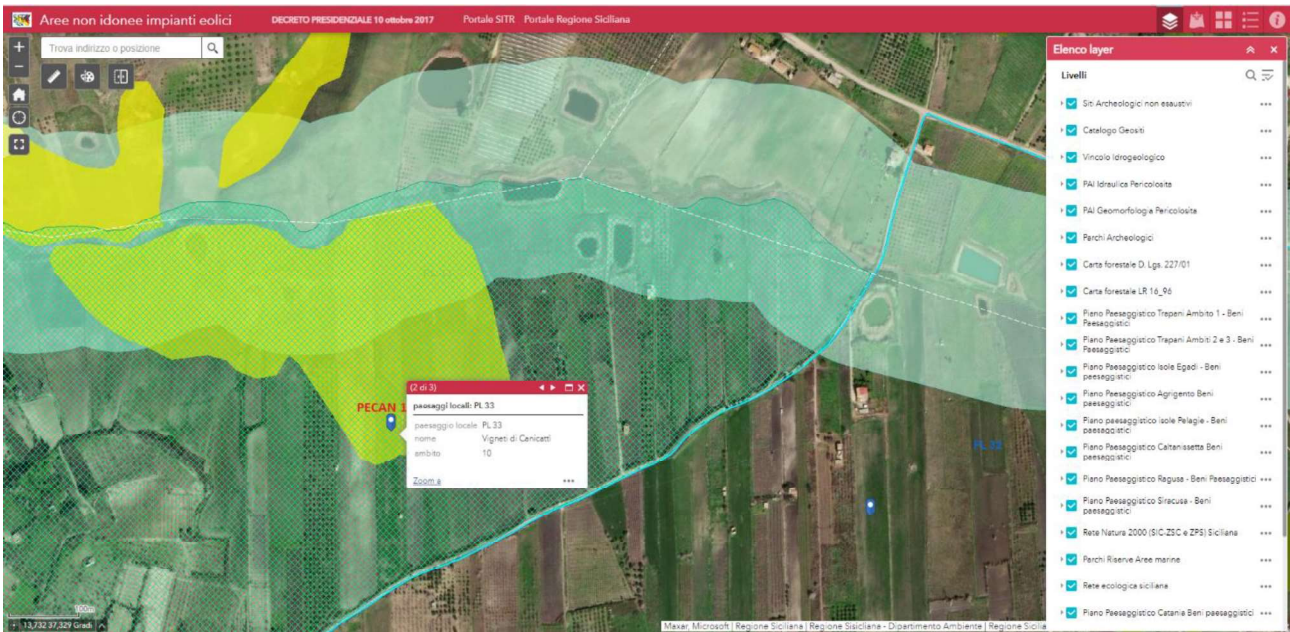 Aree non idonee impianti eolici
DECRETO PRESIDENZIALE 10 ottobre 2017
Portale SITR Portale Regione Siciliana
Trova indirizzo o posizione
Elenco layer
Livelli
Siti Archeologici non esaustivi
Catalogo Geositi
Vincolo Idrogeologico
PAI Idraulica Pericolosita
PAI Geomorfologia Pericolosita
Parchi Archeologici
Carta forestale D. Lgs. 227/01
Carta forestale LR 16_96
Piano Paesaggistico Trapani Ambito 1 - Beni
Paesaggistici
Piano Paesaggistico Trapani Ambiti 2 e 3 - Beni
Paesaggistici
Piano Paesaggistico Isole Egadi - Beni
paesaggistici
Piano Paesaggistico Agrigento Beni
paesaggistici
Piano paesaggistico isole Pelagie - Beni
paesaggistici
Piano Paesaggistico Caltanissetta Beni
paesaggistici
Piano Paesaggistico Ragusa - Beni Paesaggistici
Piano Paesaggistico Siracusa - Beni
paesaggistici
Rete Natura 2000 (SIC-ZSC e ZPS) Siciliana
Parchi Riserve Aree marine
Rete ecologica siciliana
Piano Paesaggistico Catania Beni paesaggistici
PECAN 1
(2 di 3)
paesaggi locali: PL 33
paesaggio locale PL 33
nome Vigneti di Canicattì
ambito 10
Zoom a
100m
13,732 37,329 Gradi
Maxar, Microsoft | Regione Siciliana | Regione Sisicliana - Dipartimento Ambiente | Regione Sicilia